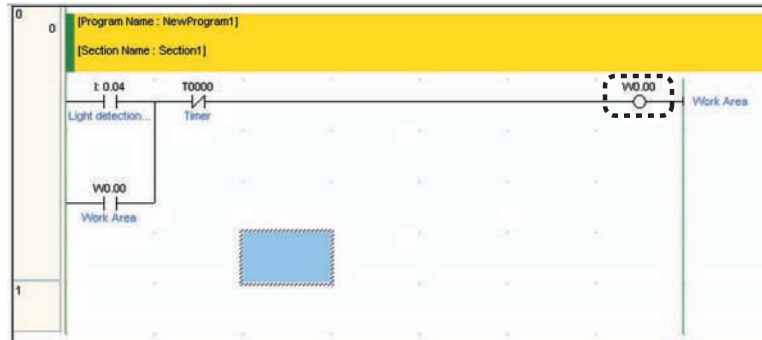 0
0
[Program Name : NewProgram1]
[Section Name : Section1]
I: 0.04
T0000
W0.00
Light detection...
Timer
Work Area
W0.00
Work Area
1